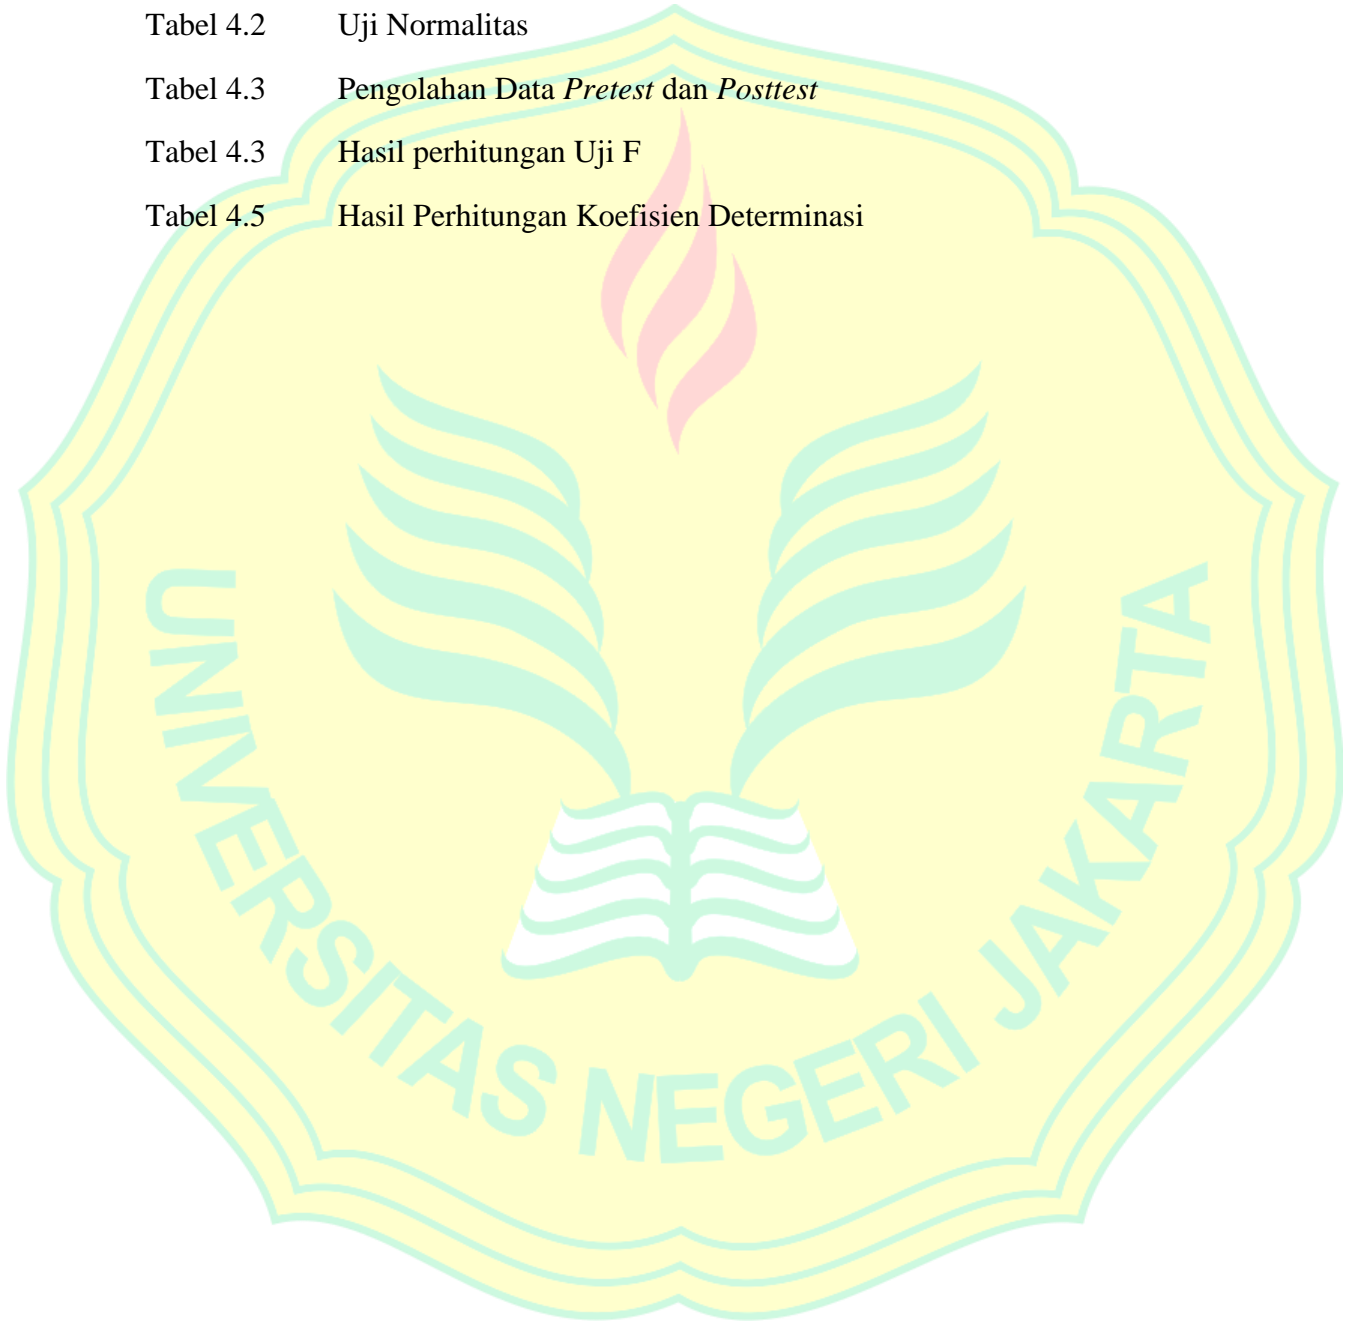 Tabel 4.2 Uji Normalitas
Tabel 4.3 Pengolahan Data Pretest dan Posttest
Tabel 4.3 Hasil perhitungan Uji F
Tabel 4.5 Hasil Perhitungan Koefisien Determinasi
UNIVERSITAS NEGERI JAKARTA